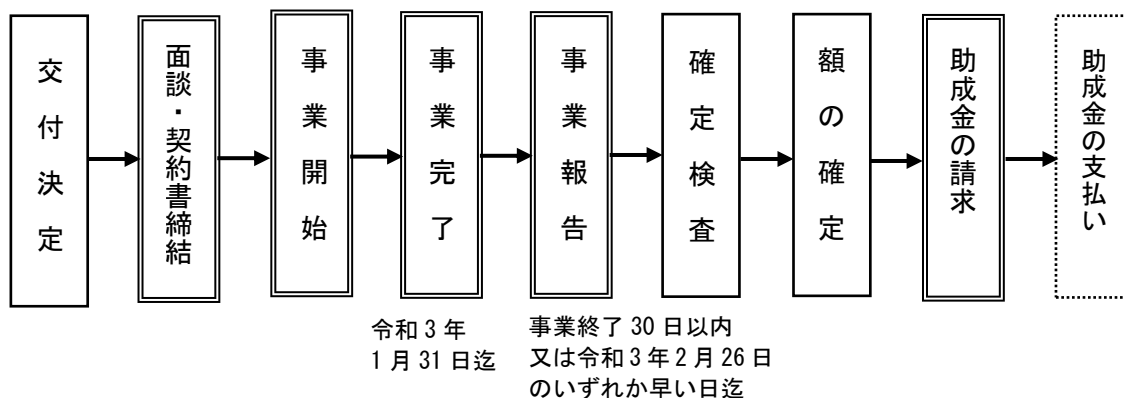 交付決定
面談・契約書締結
事業開始
事業完了
事業報告
確定検査
額の確定
助成金の請求
助成金の支払い
令和3年
1月31日迄
事業終了30日以内
又は令和3年2月26日
のいずれか早い日迄